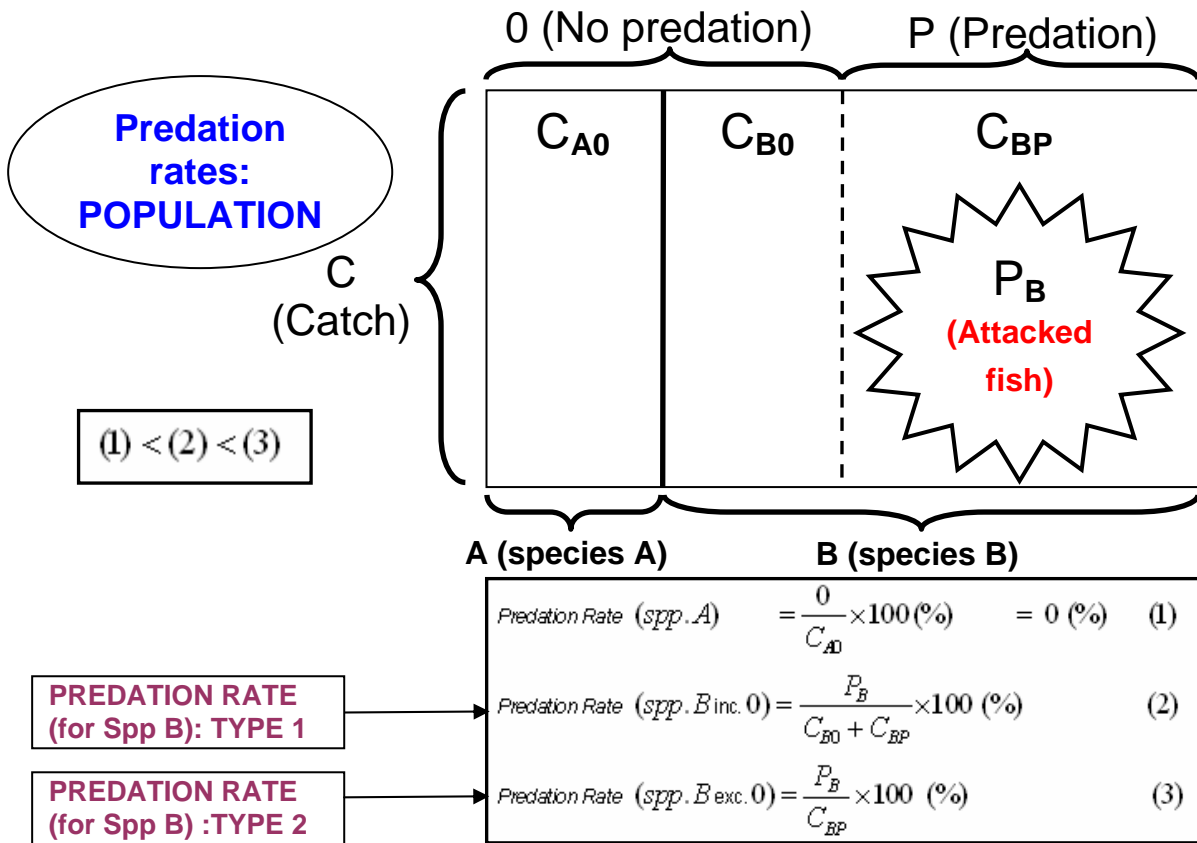 0 (No predation)
P (Predation)
Predation
rates:
POPULATION
C_A0
C_B0
C_BP
C
(Catch)
P_B
(Attacked
fish)
(1) < (2) < (3)
A (species A)
B (species B)
Predation Rate (spp. A) = 0/C_A0 ×100 (%) = 0 (%) (1)
PREDATION RATE
(for Spp B): TYPE 1
Predation Rate (spp. B inc. 0) = P_B/(C_B0 + C_BP) ×100 (%) (2)
PREDATION RATE
(for Spp B) :TYPE 2
Predation Rate (spp. B exc. 0) = P_B/C_BP ×100 (%) (3)